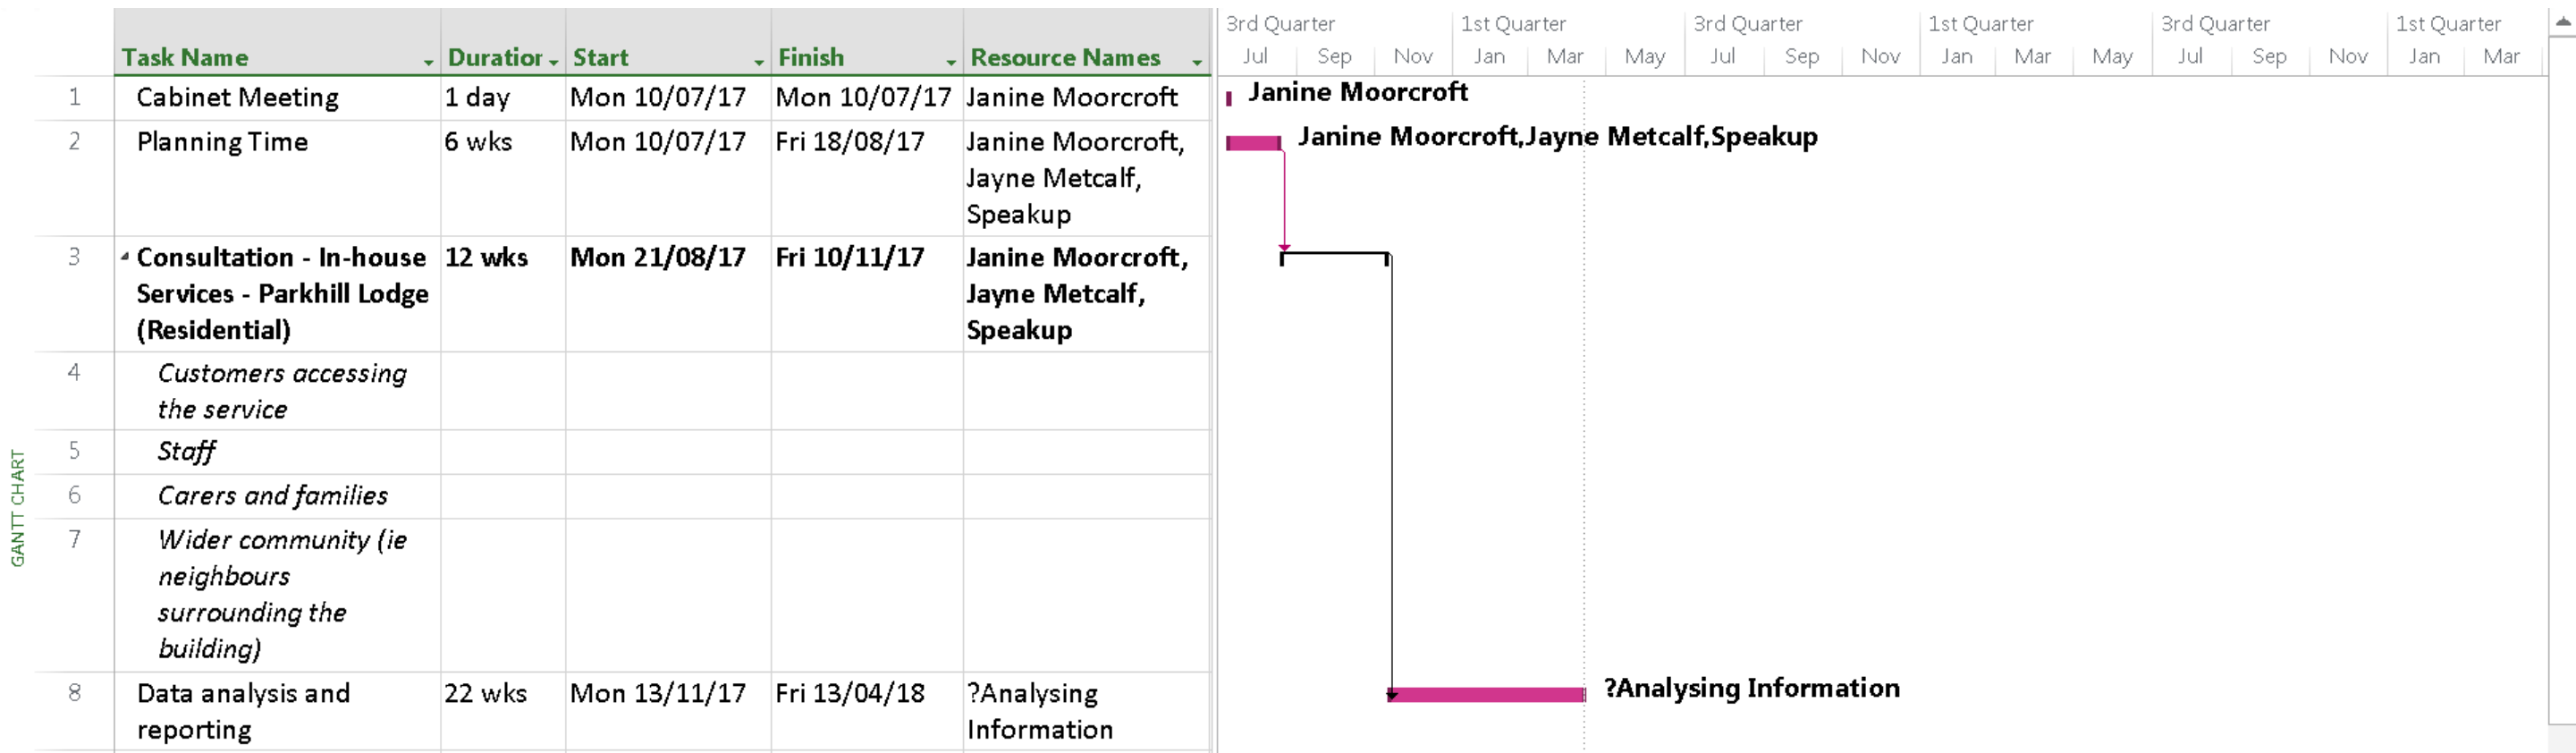 3rd Quarter 1st Quarter 3rd Quarter 1st Quarter 3rd Quarter 1st Quarter
Task Name Duration Start Finish Resource Names Jul Sep Nov Jan Mar May Jul Sep Nov Jan Mar May Jul Sep Nov Jan Mar
1 Cabinet Meeting 1 day Mon 10/07/17 Mon 10/07/17 Janine Moorcroft Janine Moorcroft
2 Planning Time 6 wks Mon 10/07/17 Fri 18/08/17 Janine Moorcroft, Janine Moorcroft,Jayne Metcalf,Speakup
Jayne Metcalf,
Speakup
3 Consultation - In-house 12 wks Mon 21/08/17 Fri 10/11/17 Janine Moorcroft,
Services - Parkhill Lodge Jayne Metcalf,
(Residential) Speakup
4 Customers accessing
the service
5 Staff
6 Carers and families
7 Wider community (ie
neighbours
surrounding the
building)
8 Data analysis and 22 wks Mon 13/11/17 Fri 13/04/18 ?Analysing ?Analysing Information
reporting Information
GANTT CHART